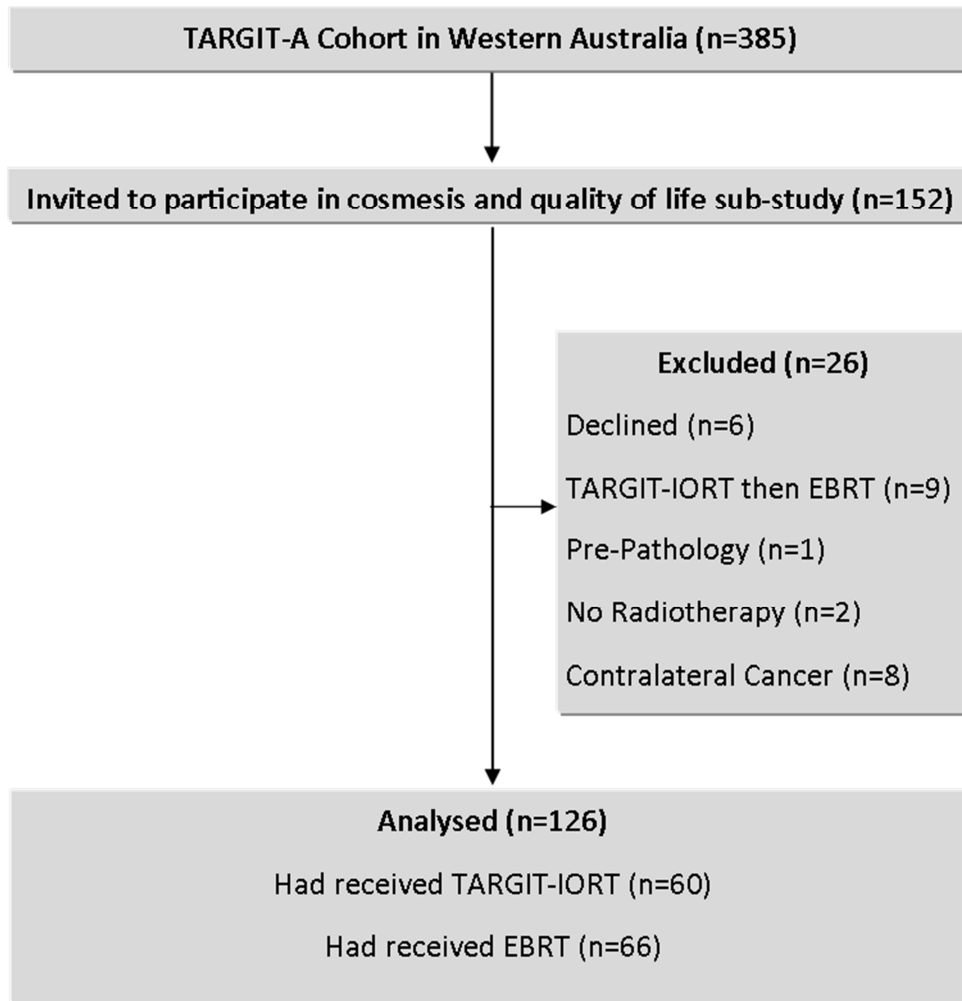 TARGIT-A Cohort in Western Australia (n=385)
Invited to participate in cosmesis and quality of life sub-study (n=152)
Excluded (n=26)
Declined (n=6)
TARGIT-IORT then EBRT (n=9)
Pre-Pathology (n=1)
No Radiotherapy (n=2)
Contralateral Cancer (n=8)
Analysed (n=126)
Had received TARGIT-IORT (n=60)
Had received EBRT (n=66)